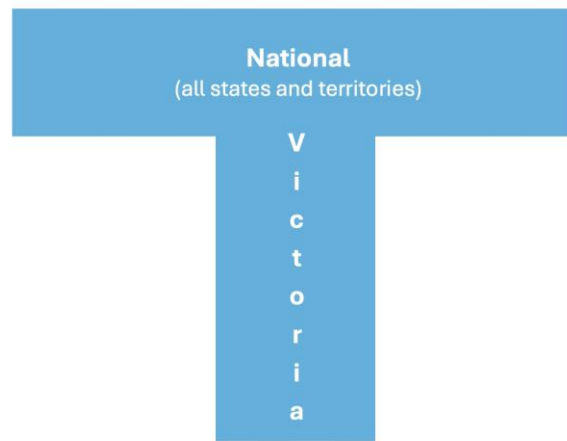 National
(all states and territories)
V
i
c
t
o
r
i
a